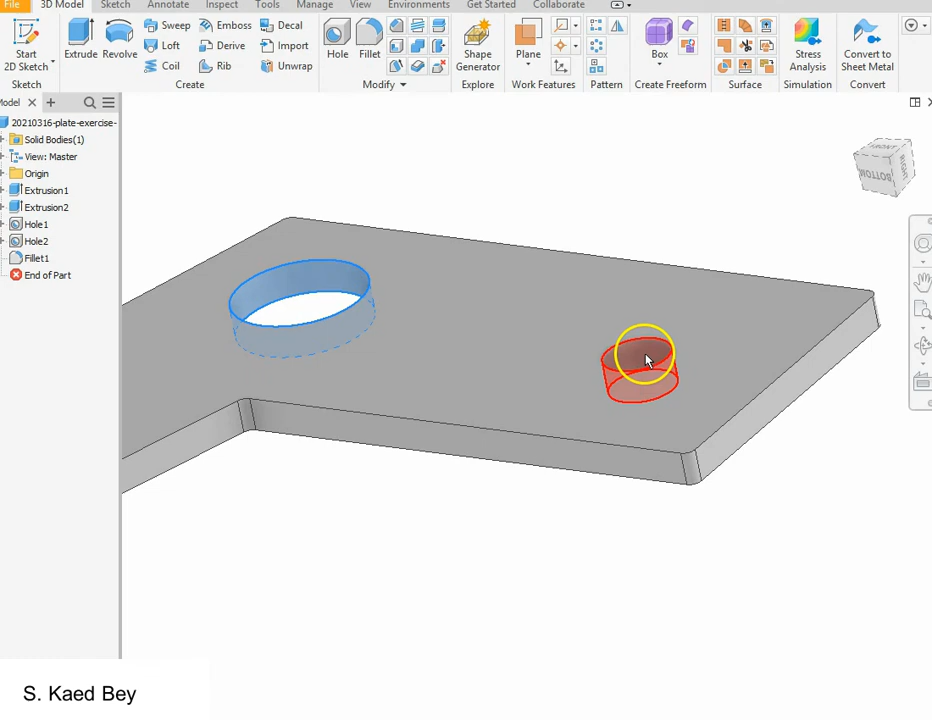 File 3D Model Sketch Annotate Inspect Tools Manage View Environments Get Started Collaborate
Start
2D Sketch
Sketch
Extrude
Revolve
Sweep
Loft
Coil
Emboss
Derive
Rib
Decal
Import
Unwrap
Create
Hole
Fillet
Modify
Shape
Generator
Explore
Plane
Work Features
Pattern
Box
Create Freeform
Surface
Stress
Analysis
Simulation
Convert to
Sheet Metal
Convert
Model
20210316-plate-exercise-
Solid Bodies(1)
View: Master
Origin
Extrusion1
Extrusion2
Hole1
Hole2
Fillet1
End of Part
BOTTOM
S. Kaed Bey